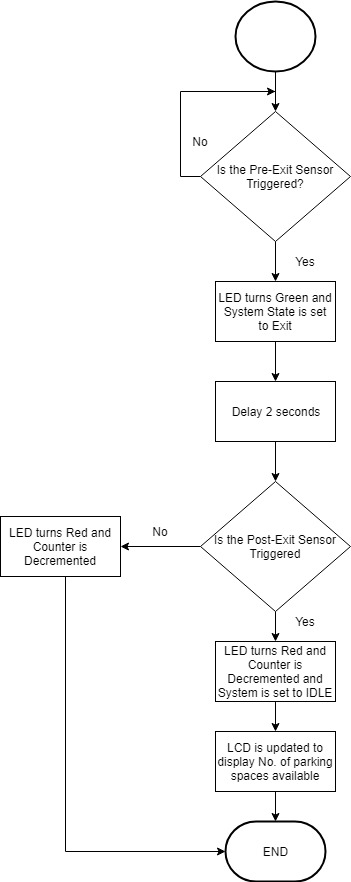 No
Is the Pre-Exit Sensor
Triggered?
Yes
LED turns Green and
System State is set
to Exit
Delay 2 seconds
Is the Post-Exit Sensor
Triggered
No
LED turns Red and
Counter is
Decremented
Yes
LED turns Red and
Counter is
Decremented and
System is set to IDLE
LCD is updated to
display No. of parking
spaces available
END